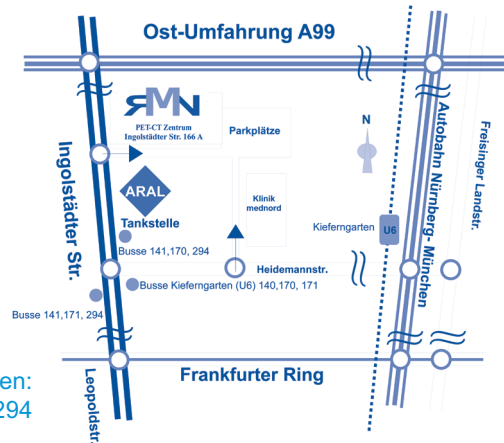 Ost-Umfahrung A99
RMN
PET-CT Zentrum
Ingolstädter Str. 166 A
Parkplätze
N
Ingolstädter Str.
Autobahn Nürnberg- München
Freisinger Landstr.
ARAL
Tankstelle
Klinik
mednord
Kieferngarten
U6
Busse 141,170, 294
Heidemannstr.
Busse Kieferngarten (U6) 140,170, 171
Busse 141,171, 294
Frankfurter Ring
Leopoldstr.
en:
294